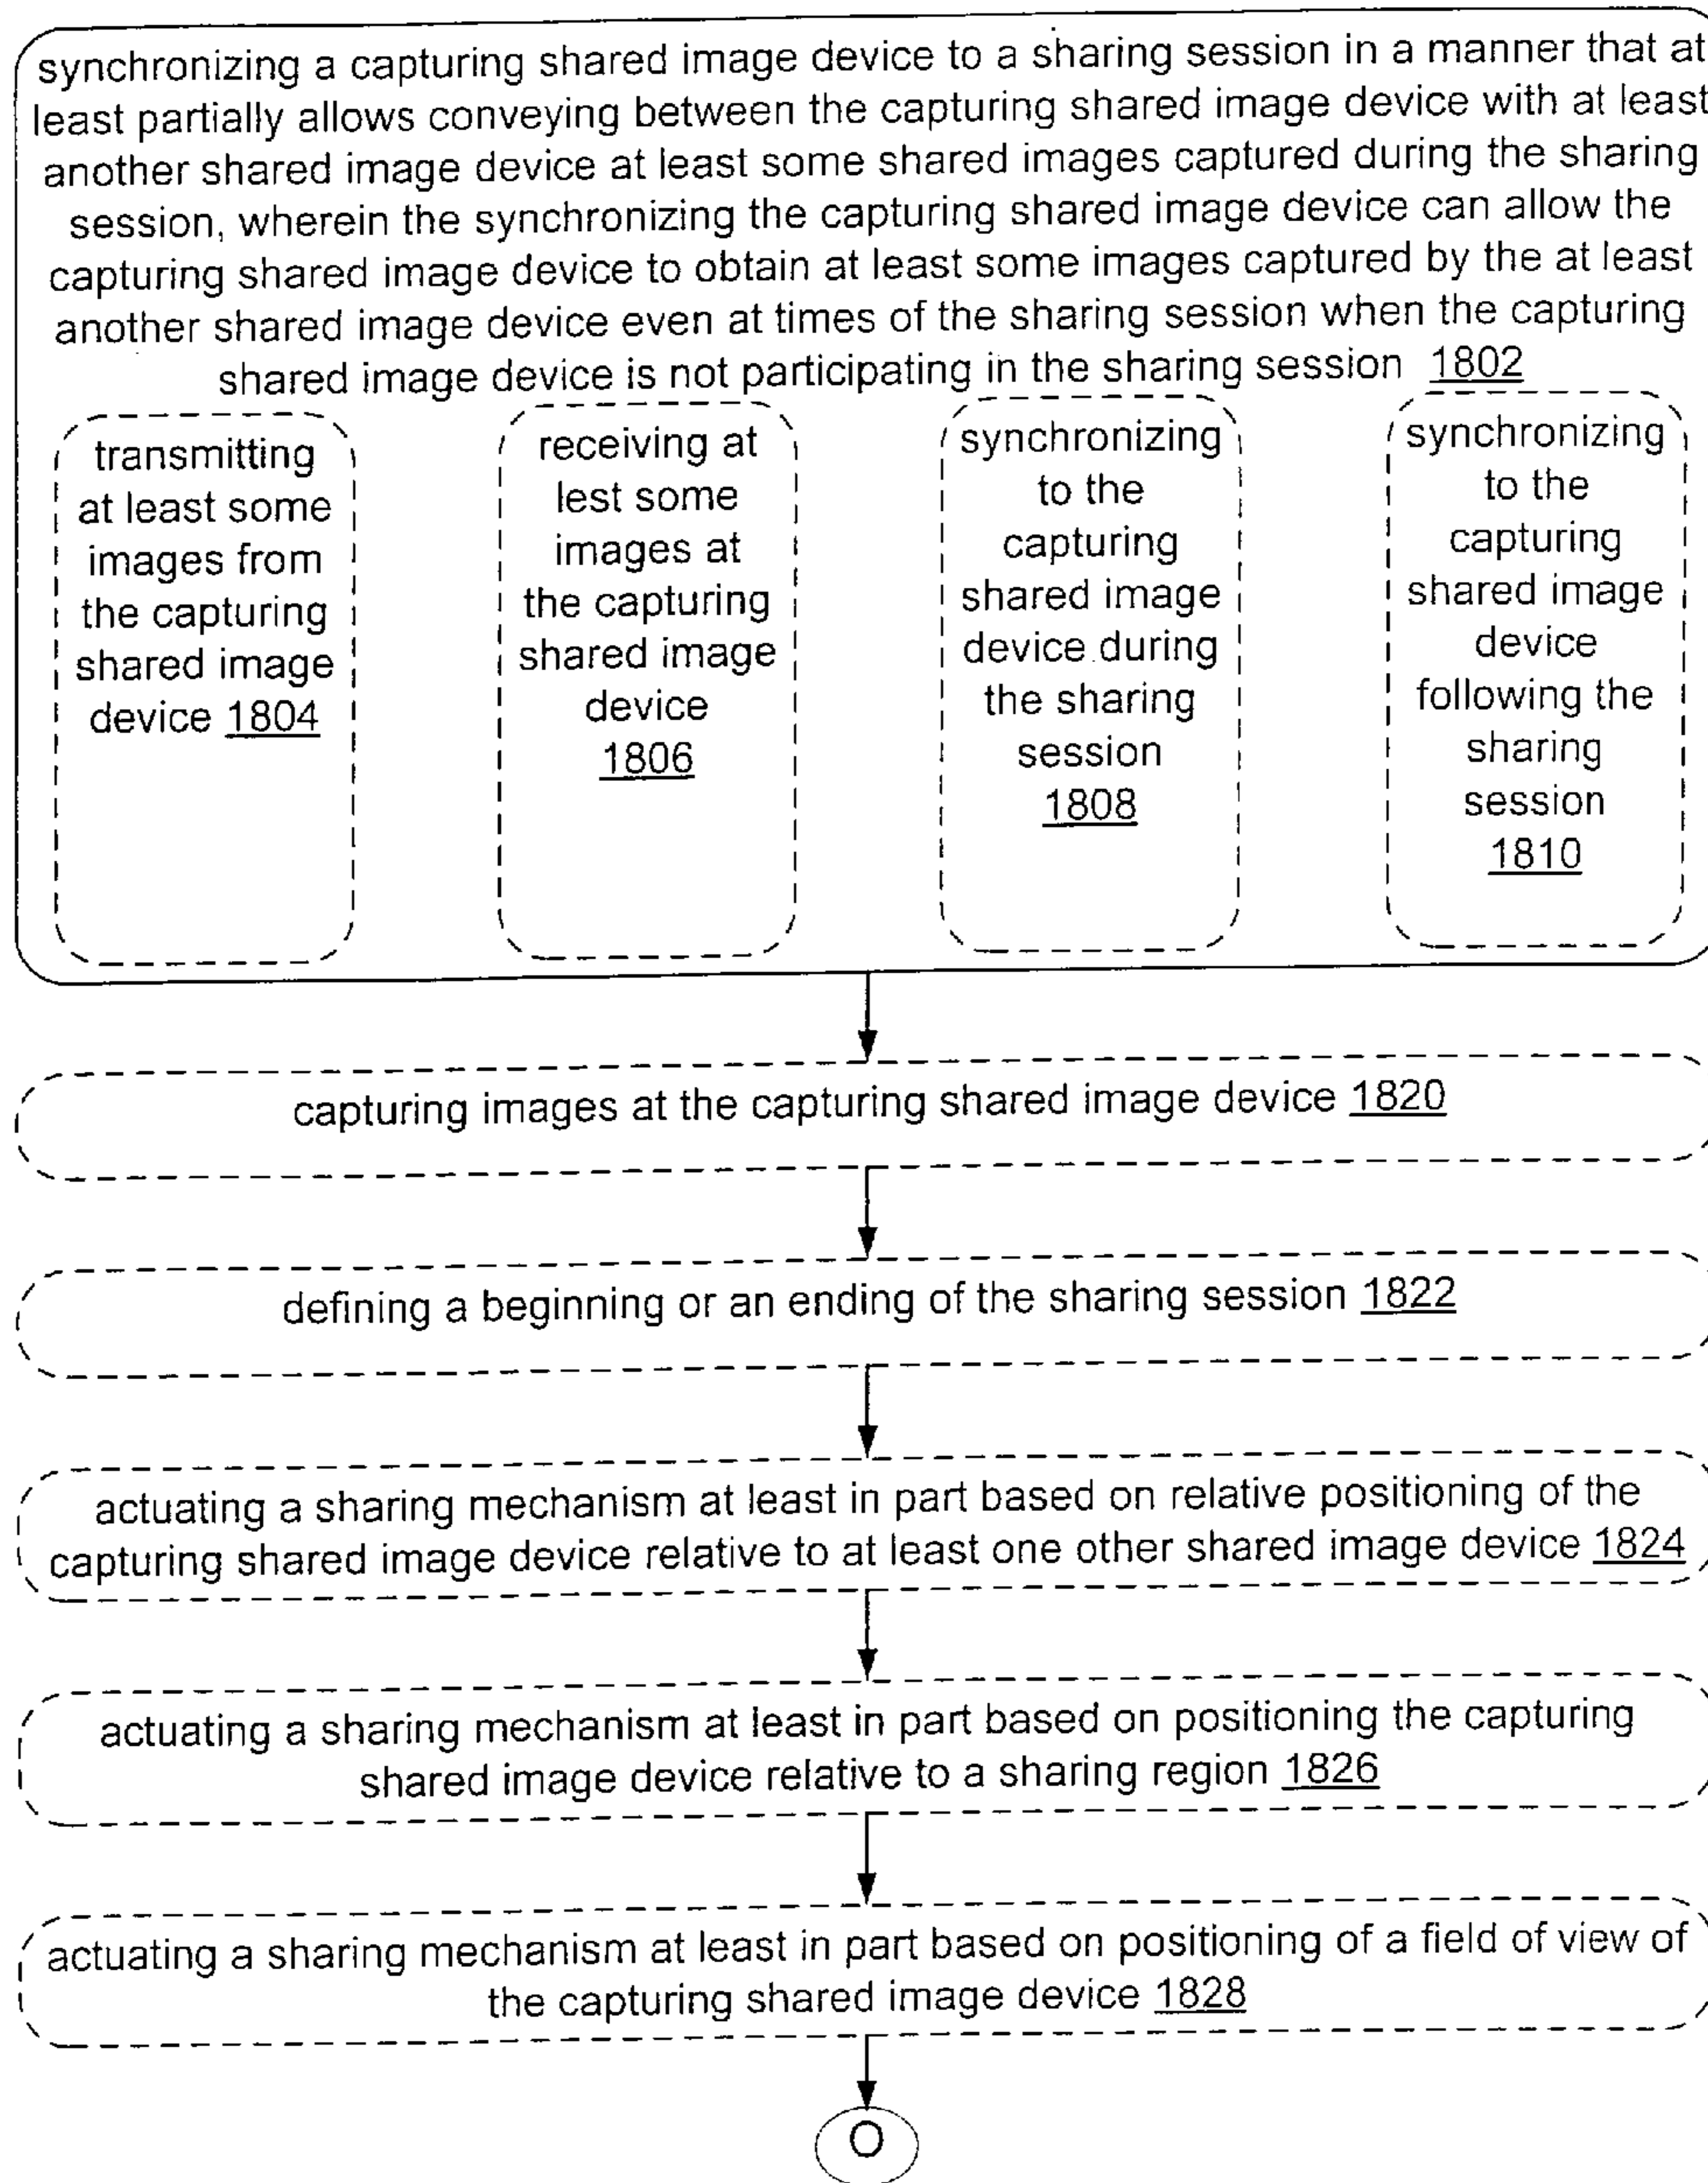 synchronizing a capturing shared image device to a sharing session in a manner that at
least partially allows conveying between the capturing shared image device with at least
another shared image device at least some shared images captured during the sharing
session, wherein the synchronizing the capturing shared image device can allow the
capturing shared image device to obtain at least some images captured by the at least
another shared image device even at times of the sharing session when the capturing
shared image device is not participating in the sharing session 1802
transmitting
at least some
images from
the capturing
shared image
device 1804
receiving at
lest some
images at
the capturing
shared image
device
1806
synchronizing
to the
capturing
shared image
device during
the sharing
session
1808
synchronizing
to the
capturing
shared image
device
following the
sharing
session
1810
capturing images at the capturing shared image device 1820
defining a beginning or an ending of the sharing session 1822
actuating a sharing mechanism at least in part based on relative positioning of the
capturing shared image device relative to at least one other shared image device 1824
actuating a sharing mechanism at least in part based on positioning the capturing
shared image device relative to a sharing region 1826
actuating a sharing mechanism at least in part based on positioning of a field of view of
the capturing shared image device 1828
O